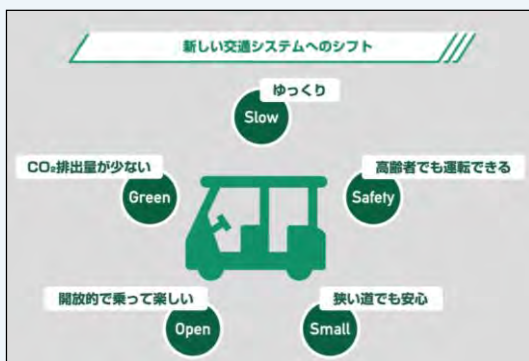 新しい交通システムへのシフト
ゆっくり
Slow
CO₂排出量が少ない
Green
高齢者でも運転できる
Safety
開放的で乗って楽しい
Open
狭い道でも安心
Small